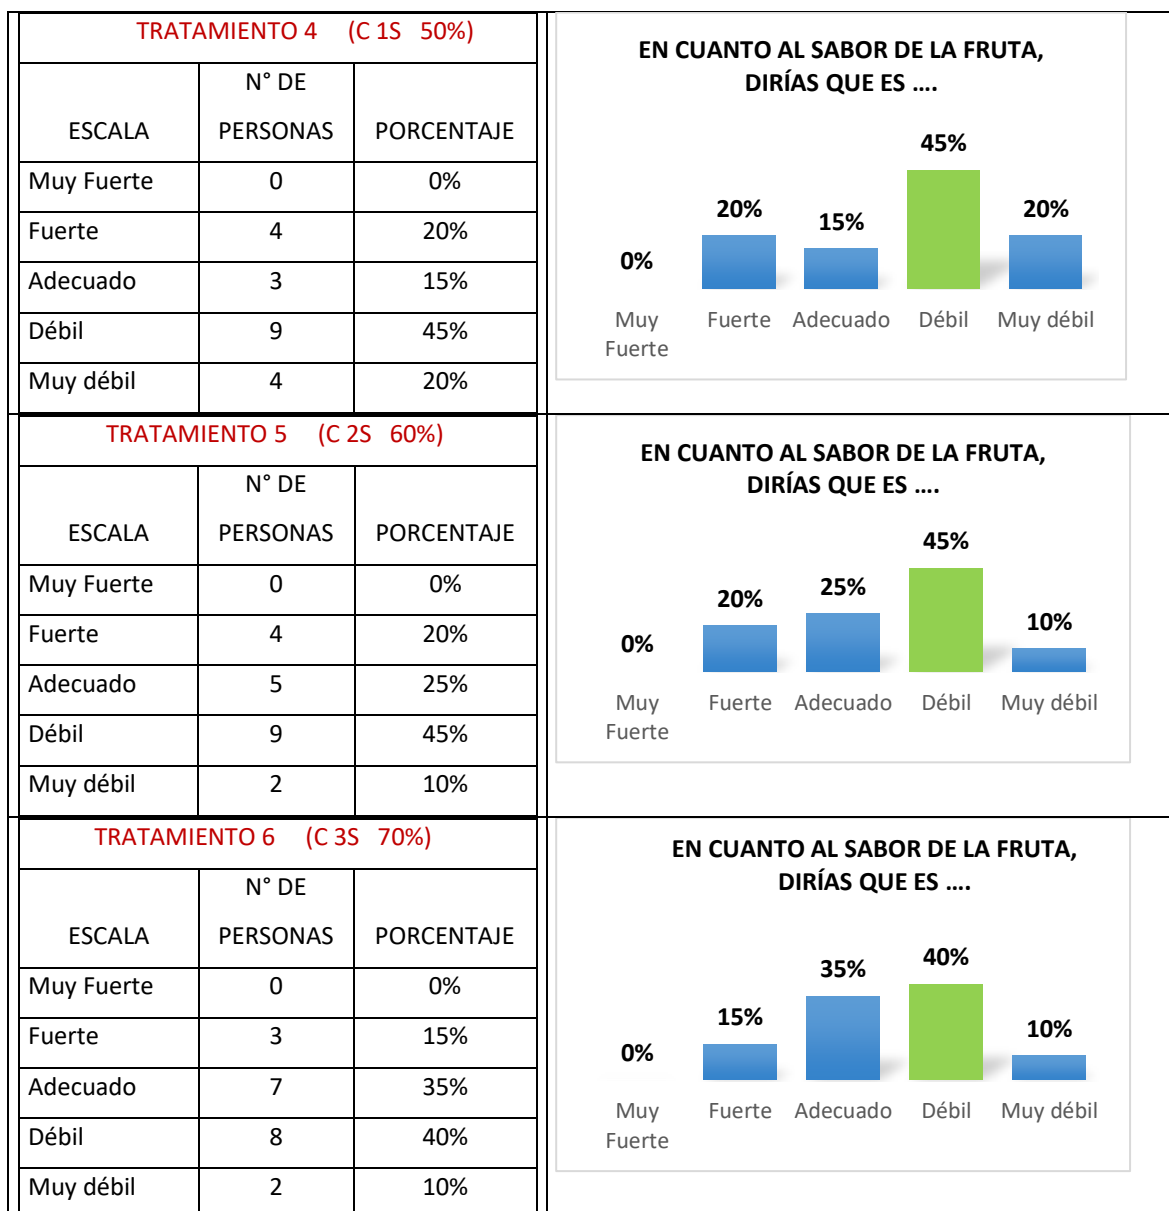 TRATAMIENTO 4 (C 1S 50%)
ESCALA N° DE PERSONAS PORCENTAJE
Muy Fuerte 0 0%
Fuerte 4 20%
Adecuado 3 15%
Débil 9 45%
Muy débil 4 20%
EN CUANTO AL SABOR DE LA FRUTA,
DIRÍAS QUE ES ....
0% 20% 15% 45% 20%
Muy Fuerte Fuerte Adecuado Débil Muy débil
TRATAMIENTO 5 (C 2S 60%)
ESCALA N° DE PERSONAS PORCENTAJE
Muy Fuerte 0 0%
Fuerte 4 20%
Adecuado 5 25%
Débil 9 45%
Muy débil 2 10%
EN CUANTO AL SABOR DE LA FRUTA,
DIRÍAS QUE ES ....
0% 20% 25% 45% 10%
Muy Fuerte Fuerte Adecuado Débil Muy débil
TRATAMIENTO 6 (C 3S 70%)
ESCALA N° DE PERSONAS PORCENTAJE
Muy Fuerte 0 0%
Fuerte 3 15%
Adecuado 7 35%
Débil 8 40%
Muy débil 2 10%
EN CUANTO AL SABOR DE LA FRUTA,
DIRÍAS QUE ES ....
0% 15% 35% 40% 10%
Muy Fuerte Fuerte Adecuado Débil Muy débil